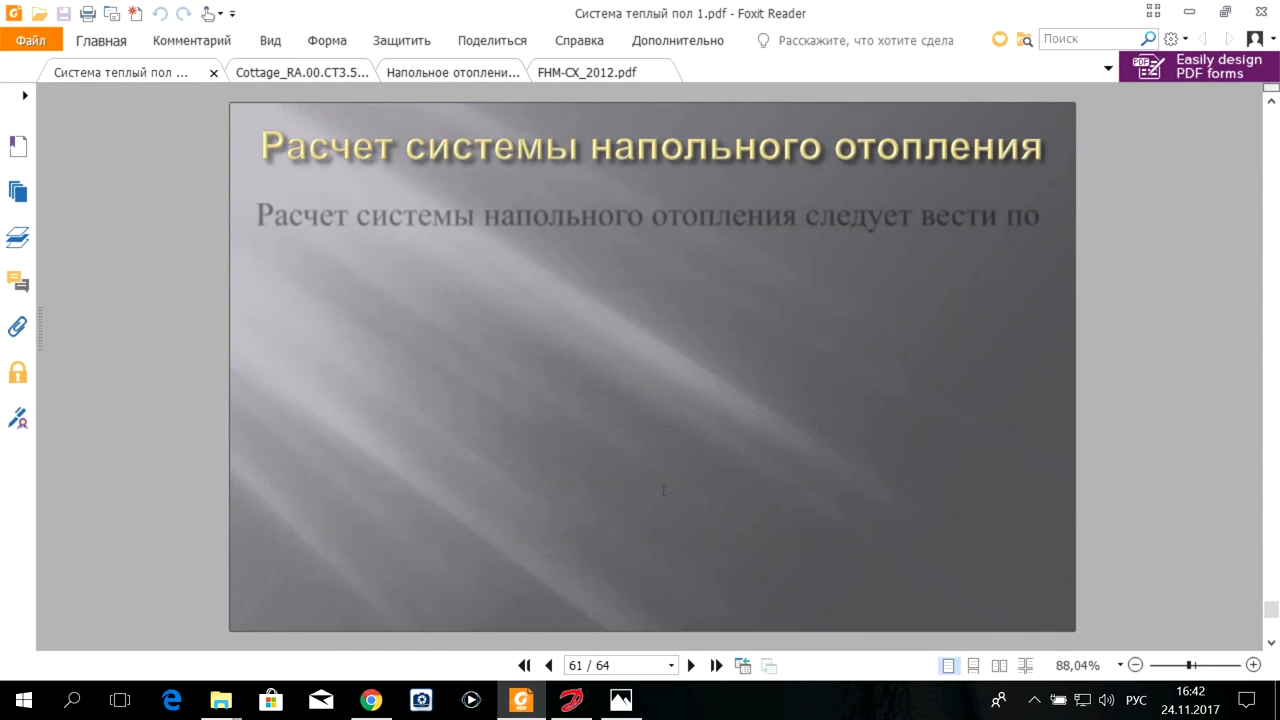 Система теплый пол 1.pdf - Foxit Reader
Файл Главная Комментарий Вид Форма Защитить Поделиться Справка Дополнительно Расскажите, что хотите сдела Поиск
Система теплый пол ... Cottage_RA.00.CT3.5... Напольное отоплени... FHM-CX_2012.pdf
Easily design
PDF forms
Расчет системы напольного отопления
Расчет системы напольного отопления следует вести по
61 / 64 88,04%
РУС 16:42
24.11.2017